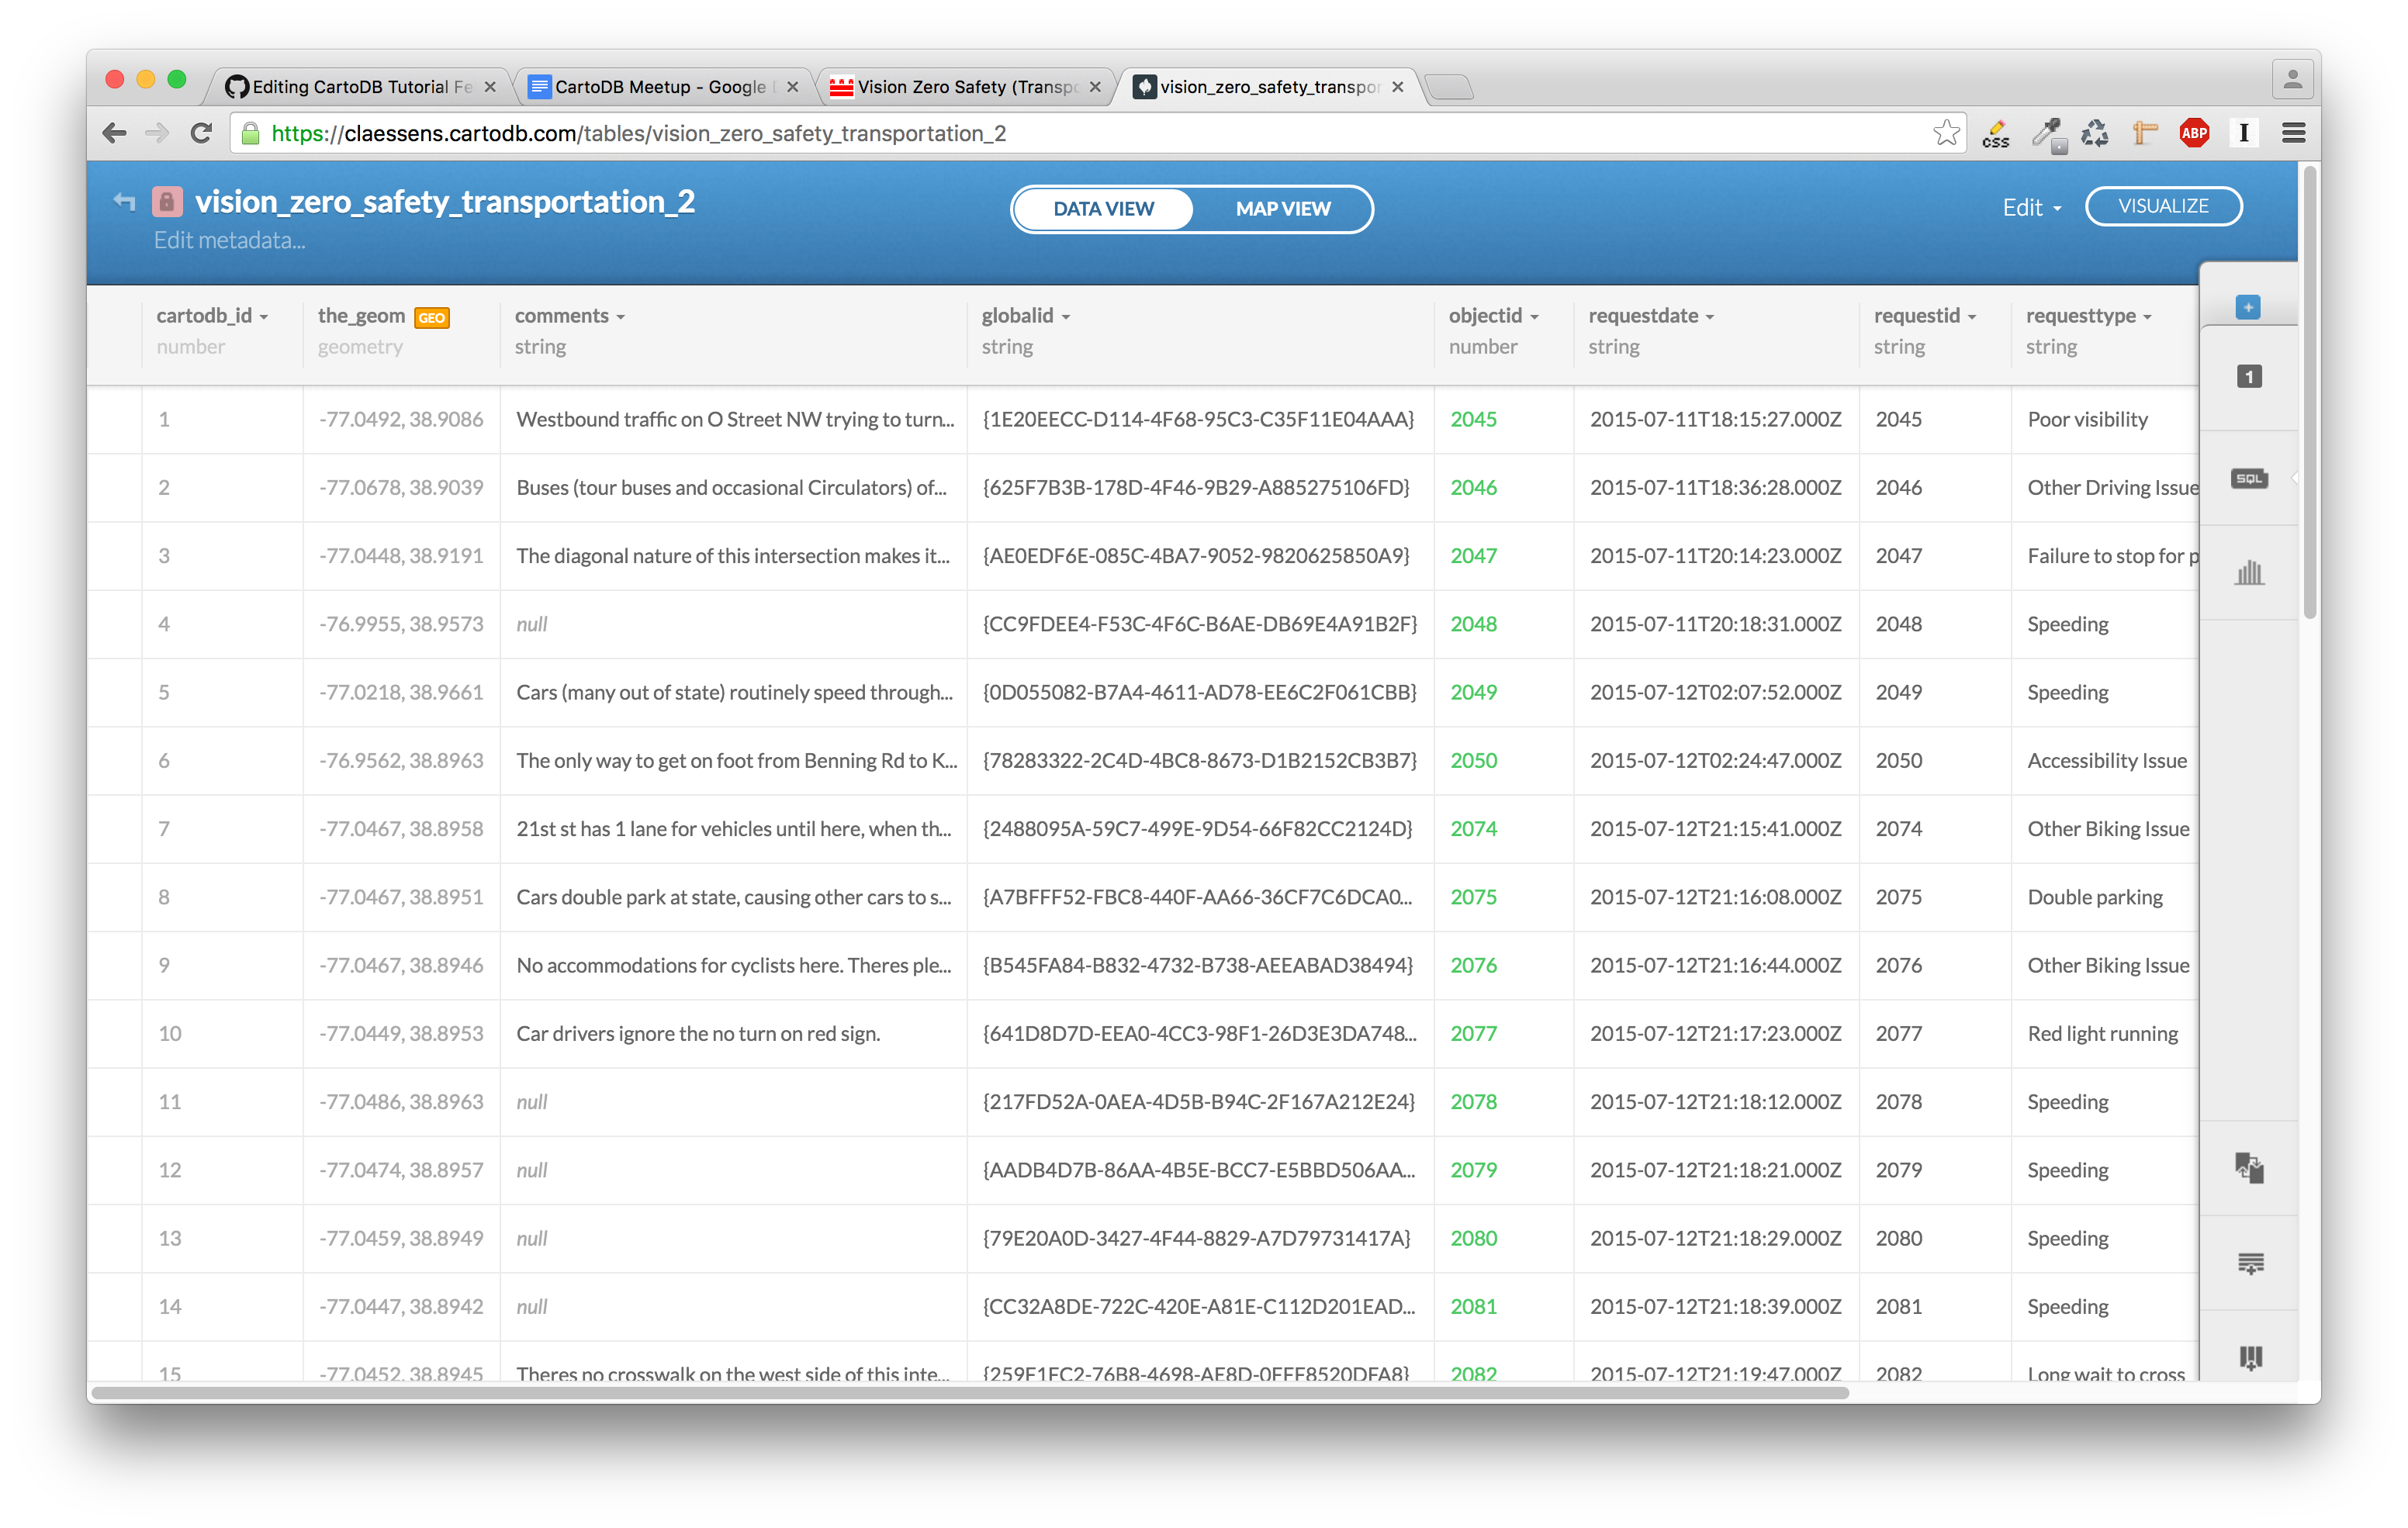 Editing CartoDB Tutorial Fe
CartoDB Meetup - Google D
Vision Zero Safety (Transpo
vision_zero_safety_transpor
https://claessens.cartodb.com/tables/vision_zero_safety_transportation_2
css
ABP
I
vision_zero_safety_transportation_2
Edit metadata...
DATA VIEW MAP VIEW
Edit VISUALIZE
cartodb_id the_geom GEO comments globalid objectid requestdate requestid requesttype
number geometry string string number string string string
1
SQL
1 -77.0492, 38.9086 Westbound traffic on O Street NW trying to turn... {1E20EECC-D114-4F68-95C3-C35F11E04AAA} 2045 2015-07-11T18:15:27.000Z 2045 Poor visibility
2 -77.0678, 38.9039 Buses (tour buses and occasional Circulators) of... {625F7B3B-178D-4F46-9B29-A885275106FD} 2046 2015-07-11T18:36:28.000Z 2046 Other Driving Issue
3 -77.0448, 38.9191 The diagonal nature of this intersection makes it... {AE0EDF6E-085C-4BA7-9052-9820625850A9} 2047 2015-07-11T20:14:23.000Z 2047 Failure to stop for p
4 -76.9955, 38.9573 null {CC9FDEE4-F53C-4F6C-B6AE-DB69E4A91B2F} 2048 2015-07-11T20:18:31.000Z 2048 Speeding
5 -77.0218, 38.9661 Cars (many out of state) routinely speed through... {0D055082-B7A4-4611-AD78-EE6C2F061CBB} 2049 2015-07-12T02:07:52.000Z 2049 Speeding
6 -76.9562, 38.8963 The only way to get on foot from Benning Rd to K... {78283322-2C4D-4BC8-8673-D1B2152CB3B7} 2050 2015-07-12T02:24:47.000Z 2050 Accessibility Issue
7 -77.0467, 38.8958 21st st has 1 lane for vehicles until here, when th... {2488095A-59C7-499E-9D54-66F82CC2124D} 2074 2015-07-12T21:15:41.000Z 2074 Other Biking Issue
8 -77.0467, 38.8951 Cars double park at state, causing other cars to s... {A7BFFF52-FBC8-440F-AA66-36CF7C6DCA0... 2075 2015-07-12T21:16:08.000Z 2075 Double parking
9 -77.0467, 38.8946 No accommodations for cyclists here. Theres ple... {B545FA84-B832-4732-B738-AEEABAD38494} 2076 2015-07-12T21:16:44.000Z 2076 Other Biking Issue
10 -77.0449, 38.8953 Car drivers ignore the no turn on red sign. {641D8D7D-EEA0-4CC3-98F1-26D3E3DA748... 2077 2015-07-12T21:17:23.000Z 2077 Red light running
11 -77.0486, 38.8963 null {217FD52A-0AEA-4D5B-B94C-2F167A212E24} 2078 2015-07-12T21:18:12.000Z 2078 Speeding
12 -77.0474, 38.8957 null {AADB4D7B-86AA-4B5E-BCC7-E5BBD506AA... 2079 2015-07-12T21:18:21.000Z 2079 Speeding
13 -77.0459, 38.8949 null {79E20A0D-3427-4F44-8829-A7D79731417A} 2080 2015-07-12T21:18:29.000Z 2080 Speeding
14 -77.0447, 38.8942 null {CC32A8DE-722C-420E-A81E-C112D201EAD... 2081 2015-07-12T21:18:39.000Z 2081 Speeding
15 -77.0452, 38.8945 Theres no crosswalk on the west side of this inte... {259F1FC2-76B8-4698-AE8D-0FFF8520DFA8} 2082 2015-07-12T21:19:47.000Z 2082 Long wait to cross